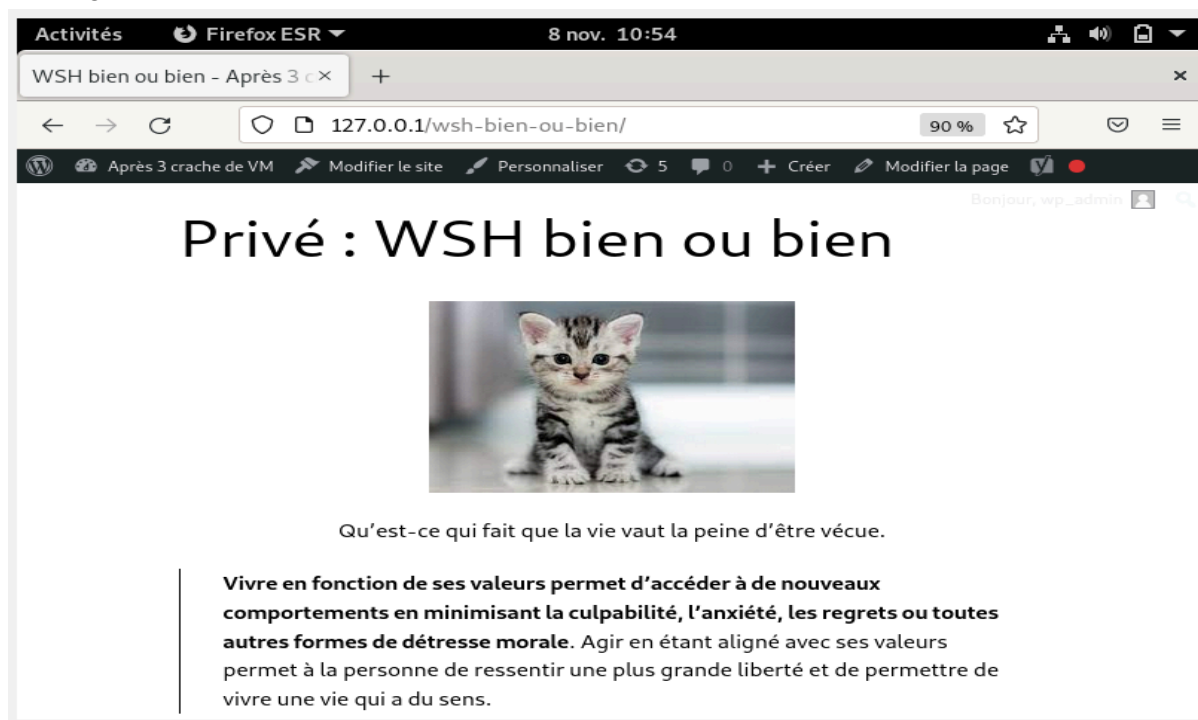 Activités Firefox ESR 8 nov. 10:54
WSH bien ou bien - Après 3 c
127.0.0.1/wsh-bien-ou-bien/ 90 %
Après 3 crache de VM Modifier le site Personnaliser 5 0 Créer Modifier la page
Bonjour, wp_admin
Privé : WSH bien ou bien
Qu'est-ce qui fait que la vie vaut la peine d'être vécue.
Vivre en fonction de ses valeurs permet d'accéder à de nouveaux
comportements en minimisant la culpabilité, l'anxiété, les regrets ou toutes
autres formes de détresse morale. Agir en étant aligné avec ses valeurs
permet à la personne de ressentir une plus grande liberté et de permettre de
vivre une vie qui a du sens.